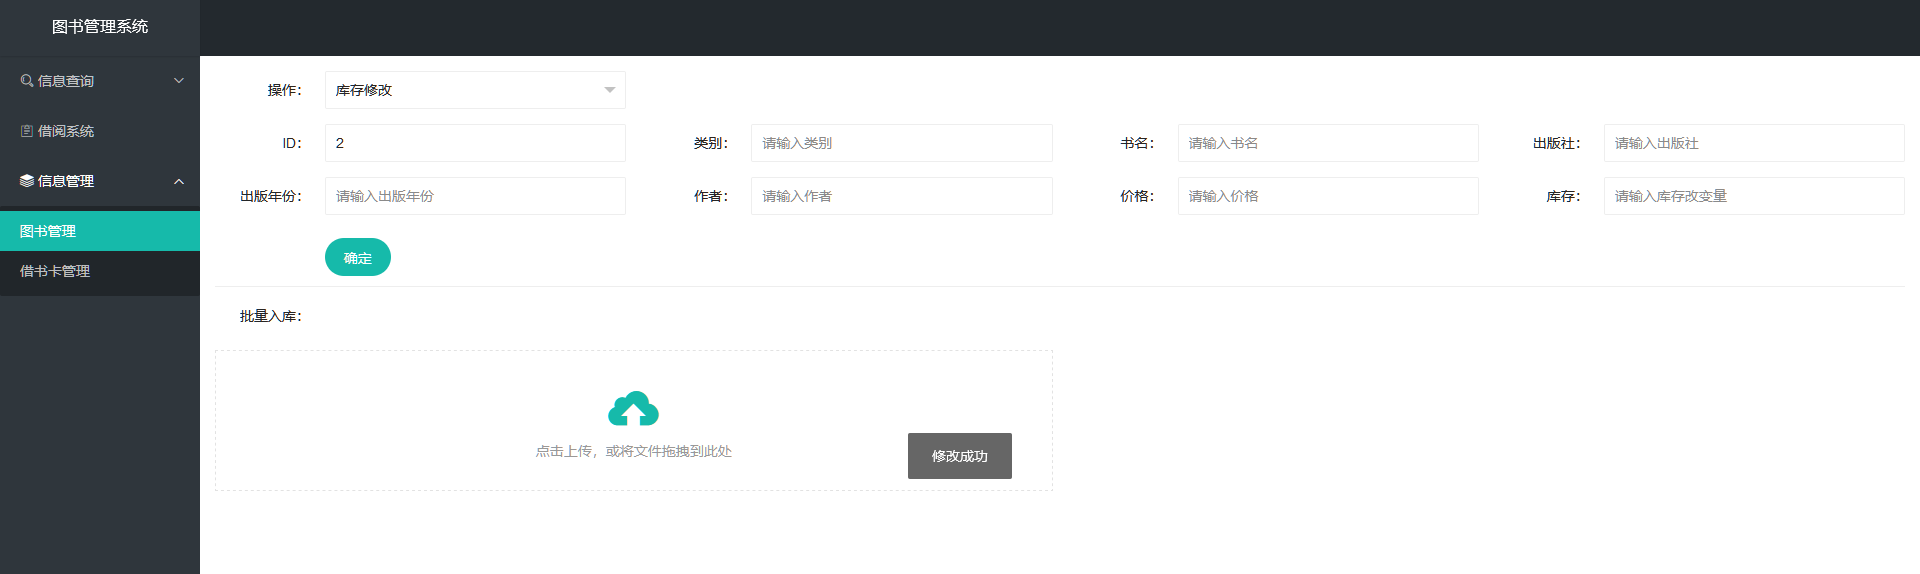 图书管理系统
信息查询
借阅系统
信息管理
图书管理
借书卡管理
操作： 库存修改
ID： 2 类别： 请输入类别 书名： 请输入书名 出版社： 请输入出版社
出版年份： 请输入出版年份 作者： 请输入作者 价格： 请输入价格 库存： 请输入库存改变量
确定
批量入库：
点击上传，或将文件拖拽到此处
修改成功